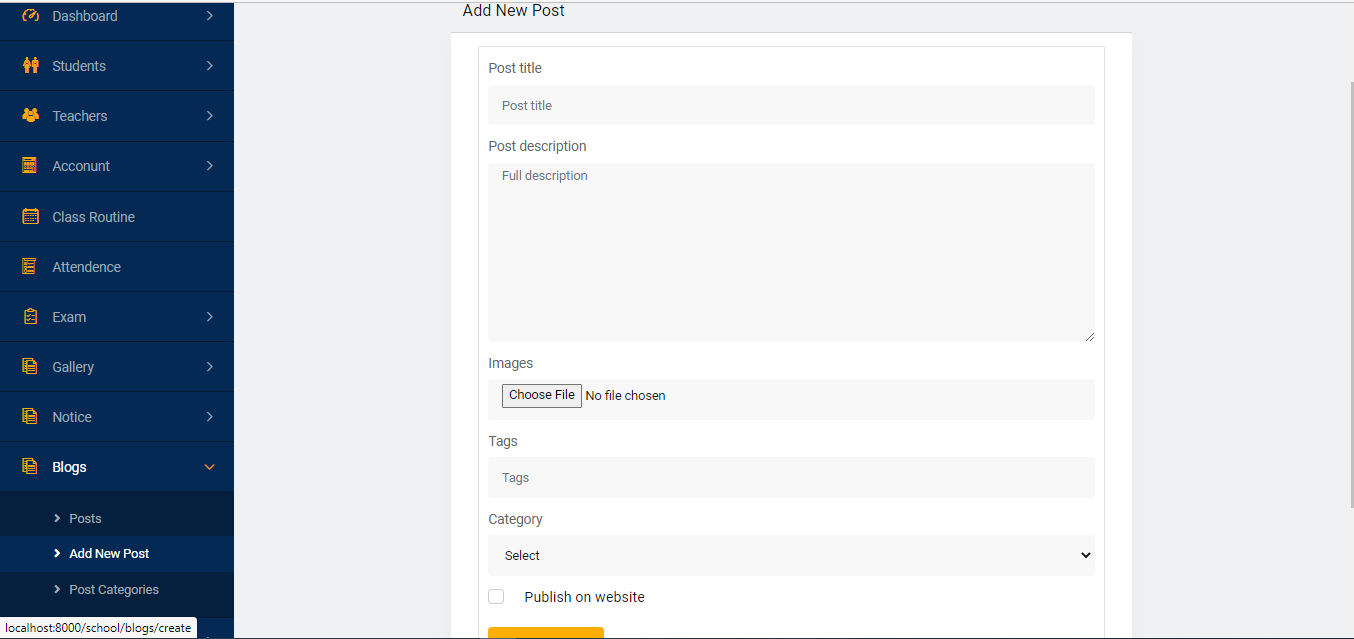 Dashboard
Students
Teachers
Acconunt
Class Routine
Attendence
Exam
Gallery
Notice
Blogs
Posts
Add New Post
Post Categories
localhost:8000/school/blogs/create
Add New Post
Post title
Post title
Post description
Full description
Images
Choose File No file chosen
Tags
Tags
Category
Select
Publish on website